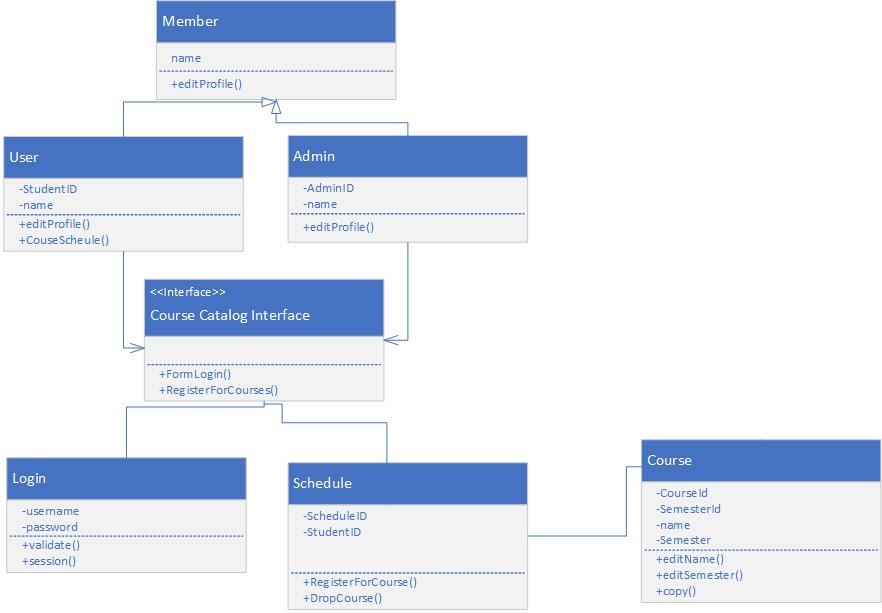 Member
name
+editProfile()
User
-StudentID
-name
+editProfile()
+CouseScheule()
Admin
-AdminID
-name
+editProfile()
<<Interface>>
Course Catalog Interface
+FormLogin()
+RegisterForCourses()
Login
-username
-password
+validate()
+session()
Schedule
-ScheduleID
-StudentID
+RegisterForCourse()
+DropCourse()
Course
-CourseId
-SemesterId
-name
-Semester
+editName()
+editSemester()
+copy()